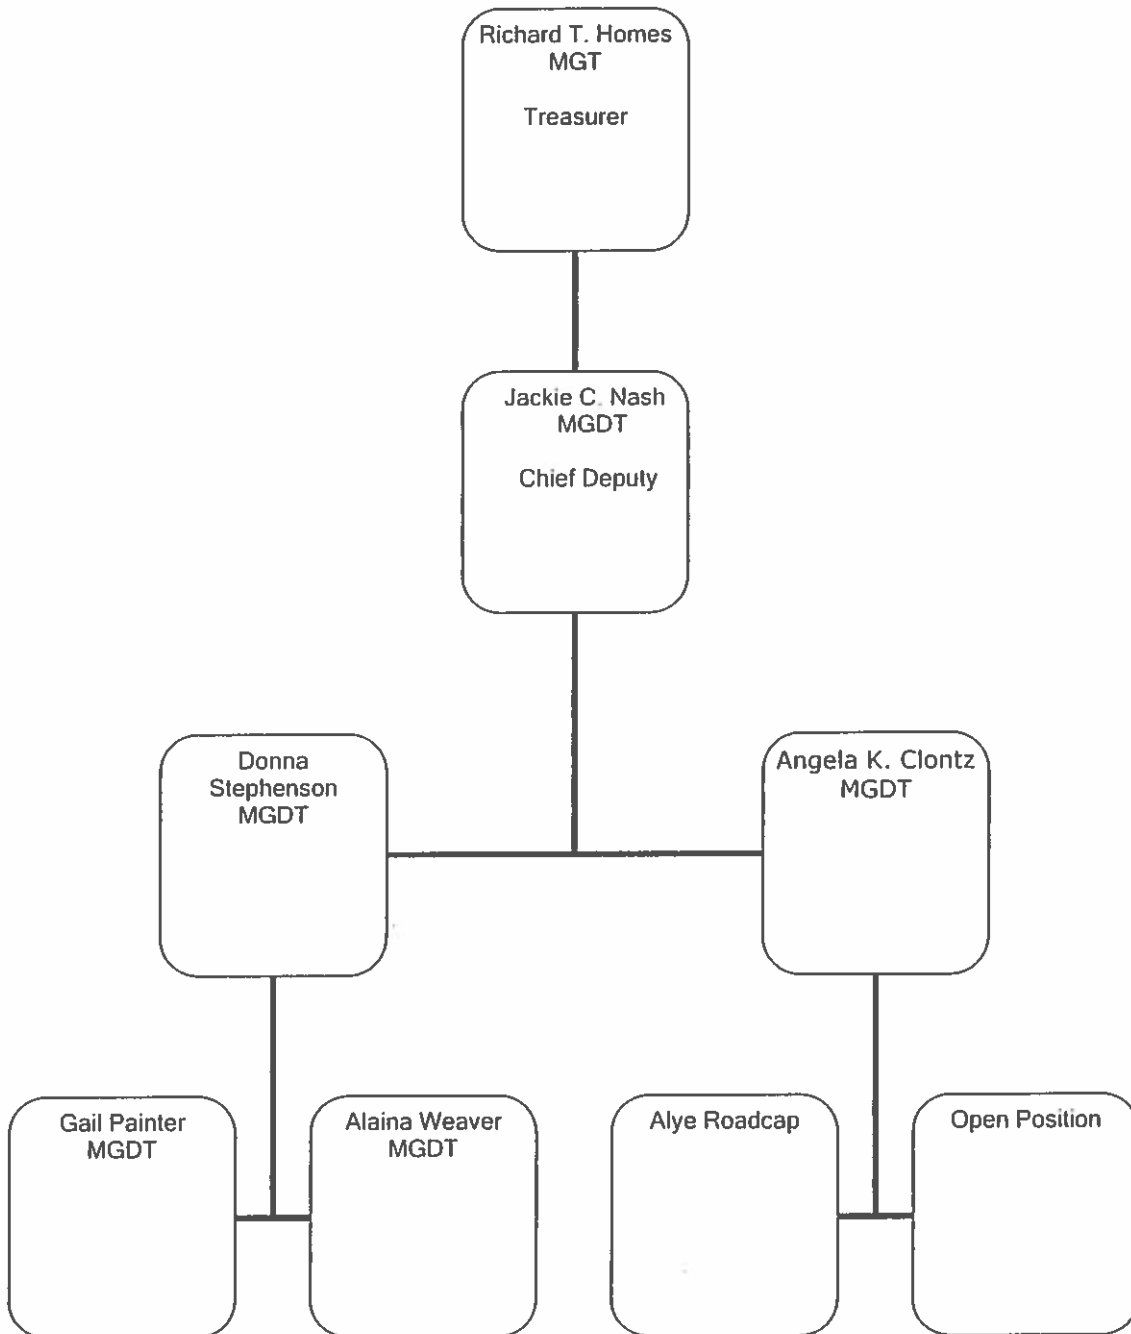 Richard T. Homes
MGT
Treasurer
Jackie C. Nash
MGDT
Chief Deputy
Donna
Stephenson
MGDT
Angela K. Clontz
MGDT
Gail Painter
MGDT
Alaina Weaver
MGDT
Alye Roadcap
Open Position